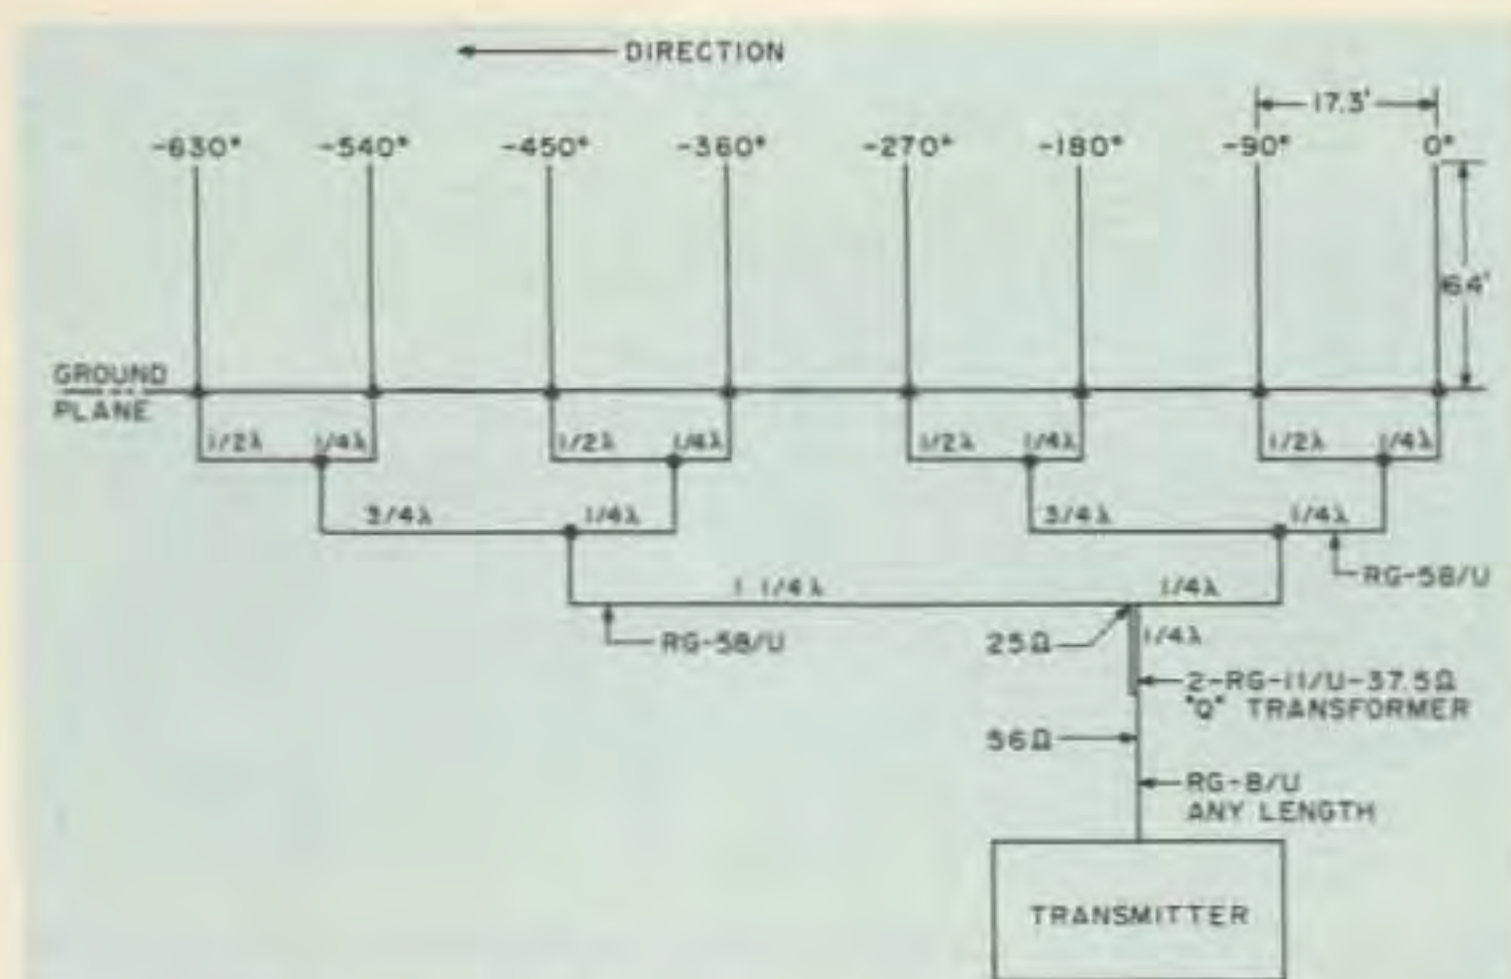 DIRECTION
17.3'
-630° -540° -450° -360° -270° -180° -90° 0°
16.4'
GROUND
PLANE
1/2λ 1/4λ 1/2λ 1/4λ 1/2λ 1/4λ 1/2λ 1/4λ
3/4λ 1/4λ 3/4λ 1/4λ
RG-58/U
1 1/4λ 1/4λ
RG-58/U
25Ω
1/4λ
2-RG-11/U-37.5Ω
"Q" TRANSFORMER
56Ω
RG-8/U
ANY LENGTH
TRANSMITTER